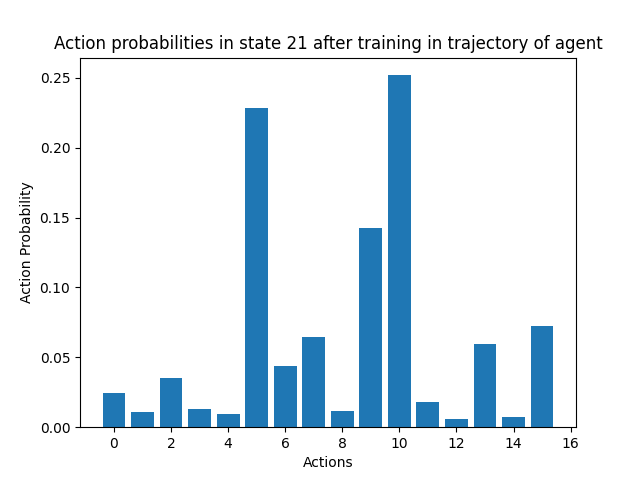 Action probabilities in state 21 after training in trajectory of agent
0.25
0.20
0.15
0.10
0.05
0.00
Action Probability
0 2 4 6 8 10 12 14 16
Actions